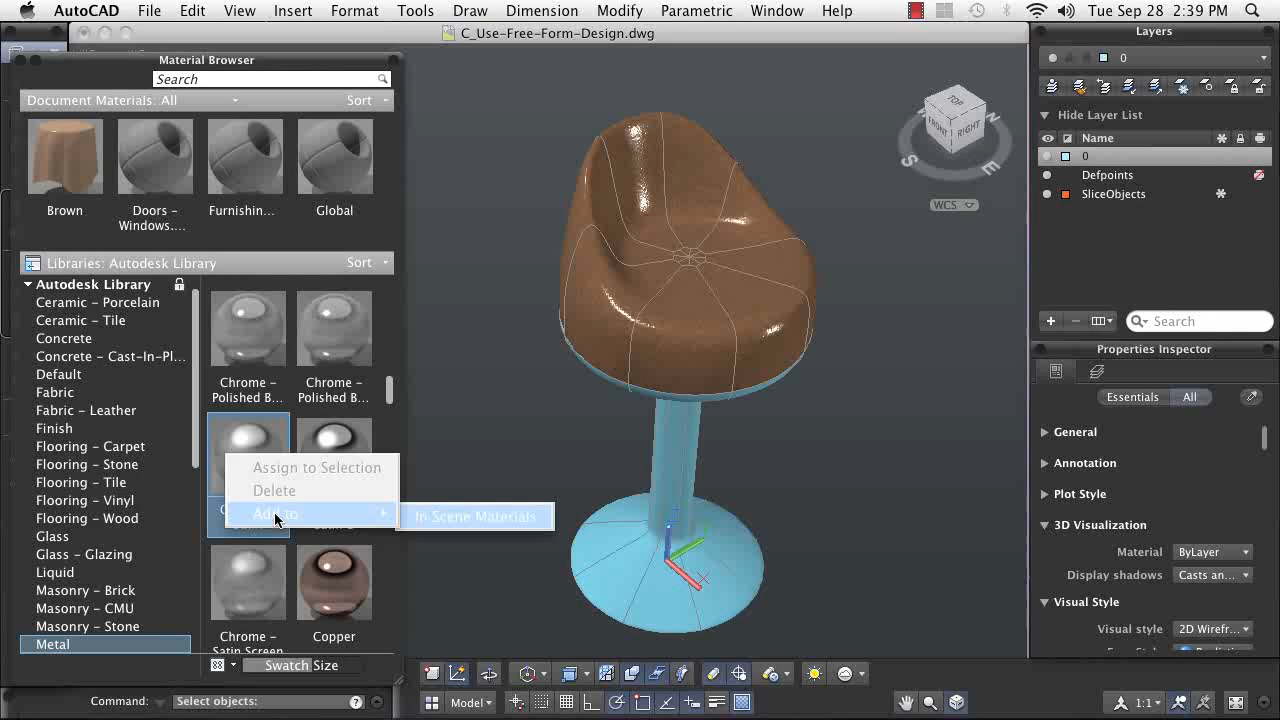 AutoCAD File Edit View Insert Format Tools Draw Dimension Modify Parametric Window Help Tue Sep 28 2:39 PM
C_Use-Free-Form-Design.dwg
Material Browser
Search
Document Materials: All Sort
Brown Doors – Windows.... Furnishin... Global
Libraries: Autodesk Library Sort
Autodesk Library
Ceramic – Porcelain
Ceramic – Tile
Concrete
Concrete – Cast-In-Pl...
Default
Fabric
Fabric – Leather
Finish
Flooring – Carpet
Flooring – Stone
Flooring – Tile
Flooring – Vinyl
Flooring – Wood
Glass
Glass – Glazing
Liquid
Masonry – Brick
Masonry – CMU
Masonry – Stone
Metal
Chrome – Polished B...
Chrome – Polished B...
Assign to Selection
Delete
Add to
In Scene Materials
Chrome – Satin Screen
Copper
Swatch Size
Command: Select objects: ?
TOP
FRONT RIGHT
S E
WCS
Model
1:1
Layers
0
Hide Layer List
Name
0
Defpoints
SliceObjects
Search
Properties Inspector
Essentials All
General
Annotation
Plot Style
3D Visualization
Material ByLayer
Display shadows Casts an...
Visual Style
Visual style 2D Wirefr...